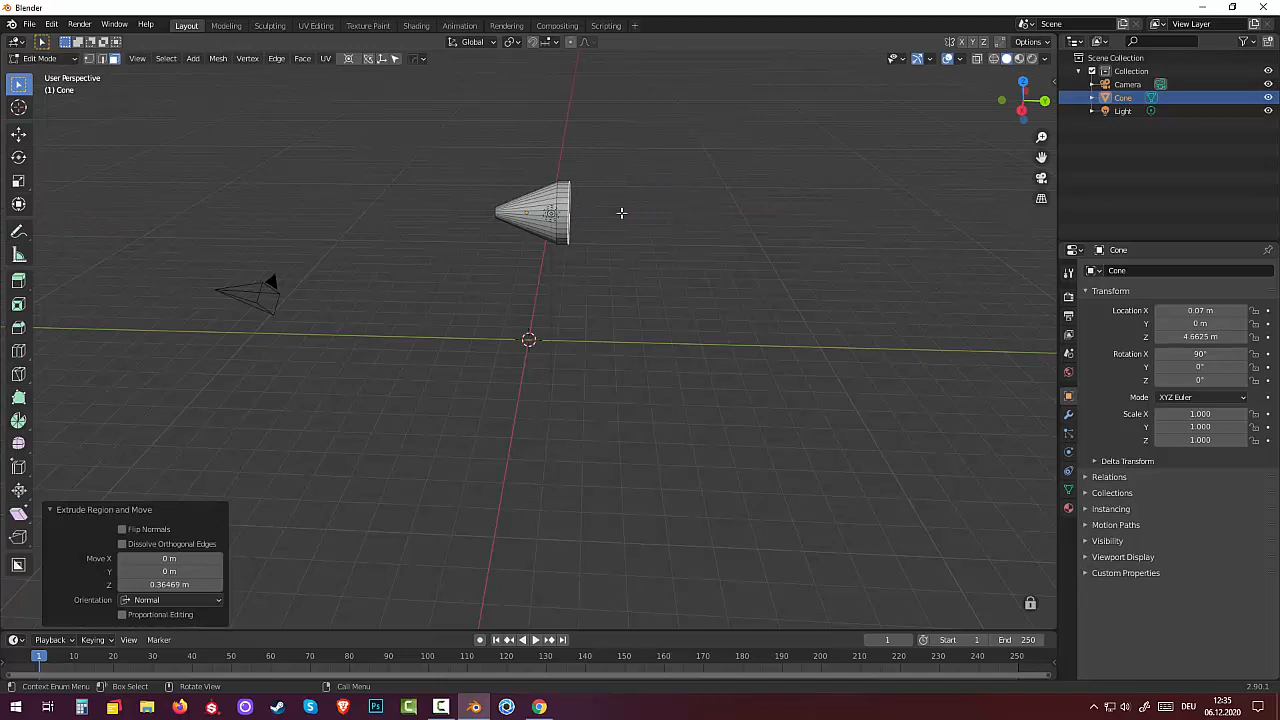 Blender
File Edit Render Window Help
Layout Modeling Sculpting UV Editing Texture Paint Shading Animation Rendering Compositing Scripting +
Scene View Layer
Global Options
X Y Z
Edit Mode View Select Add Mesh Vertex Edge Face UV
User Perspective
(1) Cone
Z
Y
X
Scene Collection
Collection
Camera
Cone
Light
Cone
Cone
Transform
Location X 0.07 m
Y 0 m
Z 4.6625 m
Rotation X 90°
Y 0°
Z 0°
Mode XYZ Euler
Scale X 1.000
Y 1.000
Z 1.000
Delta Transform
Relations
Collections
Instancing
Motion Paths
Visibility
Viewport Display
Custom Properties
Extrude Region and Move
Flip Normals
Dissolve Orthogonal Edges
Move X 0 m
Y 0 m
Z 0.36469 m
Orientation Normal
Proportional Editing
Playback Keying View Marker
1 Start 1 End 250
1 10 20 30 40 50 60 70 80 90 100 110 120 130 140 150 160 170 180 190 200 210 220 230 240 250
Context Enum Menu Box Select Rotate View Call Menu 2.90.1
DEU 12:35
06.12.2020